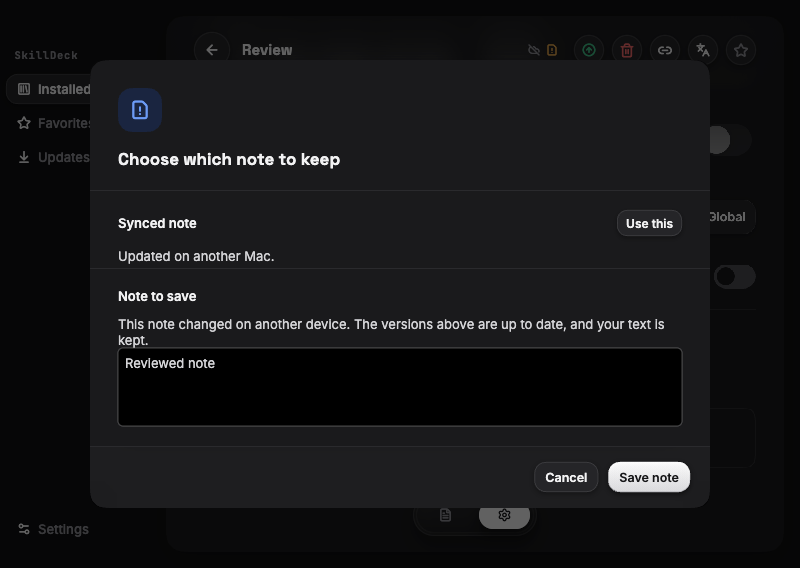 SkillDeck
Review
Installed
Favorites
Updates
Choose which note to keep
Synced note
Use this
Updated on another Mac.
Global
Note to save
This note changed on another device. The versions above are up to date, and your text is
kept.
Reviewed note
Cancel
Save note
Settings